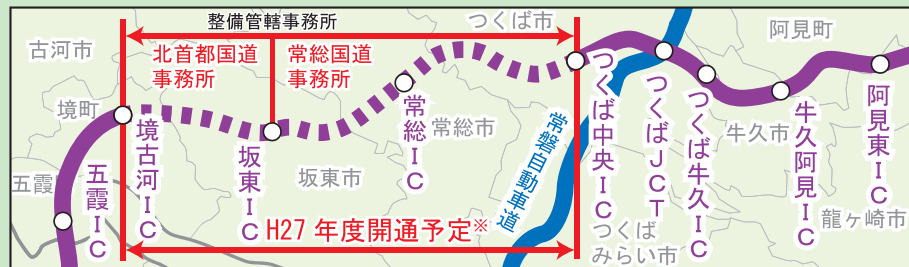 整備管轄事務所
つくば市
阿見町
古河市
北首都国道
事務所
常総国道
事務所
境町
常総市
坂東市
牛久市
五霞
龍ヶ崎市
つくば
みらい市
五霞IC
境古河IC
坂東IC
常総IC
常磐自動車道
つくば中央IC
つくばJCT
つくば牛久IC
牛久阿見IC
阿見東IC
H27年度開通予定※